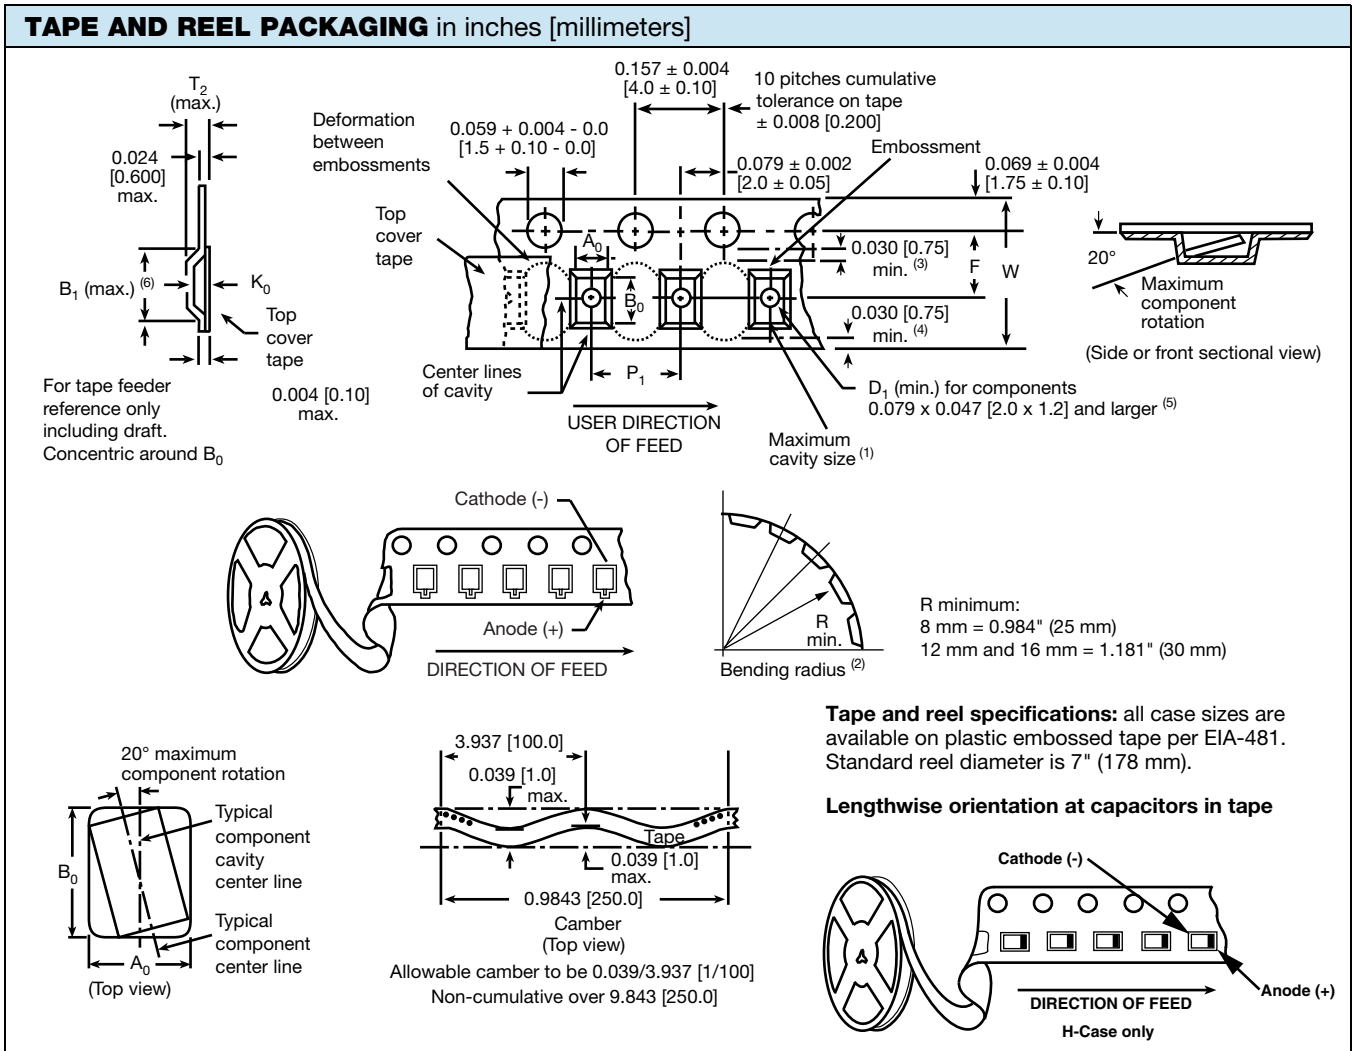 TAPE AND REEL PACKAGING in inches [millimeters]
T2
(max.)
0.024
[0.600]
max.
B1 (max.) (6)
K0
Top
cover
tape
For tape feeder
reference only
including draft.
Concentric around B0
0.004 [0.10]
max.
Deformation
between
embossments
Top
cover
tape
0.059 + 0.004 - 0.0
[1.5 + 0.10 - 0.0]
0.157 ± 0.004
[4.0 ± 0.10]
10 pitches cumulative
tolerance on tape
± 0.008 [0.200]
0.079 ± 0.002
[2.0 ± 0.05]
Embossment
0.069 ± 0.004
[1.75 ± 0.10]
A0
B0
0.030 [0.75]
min. (3)
F
W
0.030 [0.75]
min. (4)
Center lines
of cavity
P1
USER DIRECTION
OF FEED
D1 (min.) for components
0.079 x 0.047 [2.0 x 1.2] and larger (5)
Maximum
cavity size (1)
20°
Maximum
component
rotation
(Side or front sectional view)
Cathode (-)
Anode (+)
DIRECTION OF FEED
R
min.
Bending radius (2)
R minimum:
8 mm = 0.984" (25 mm)
12 mm and 16 mm = 1.181" (30 mm)
20° maximum
component rotation
Typical
component
cavity
center line
B0
Typical
component
center line
A0
(Top view)
3.937 [100.0]
0.039 [1.0]
max.
Tape
0.039 [1.0]
max.
0.9843 [250.0]
Camber
(Top view)
Allowable camber to be 0.039/3.937 [1/100]
Non-cumulative over 9.843 [250.0]
Tape and reel specifications: all case sizes are
available on plastic embossed tape per EIA-481.
Standard reel diameter is 7" (178 mm).
Lengthwise orientation at capacitors in tape
Cathode (-)
Anode (+)
DIRECTION OF FEED
H-Case only